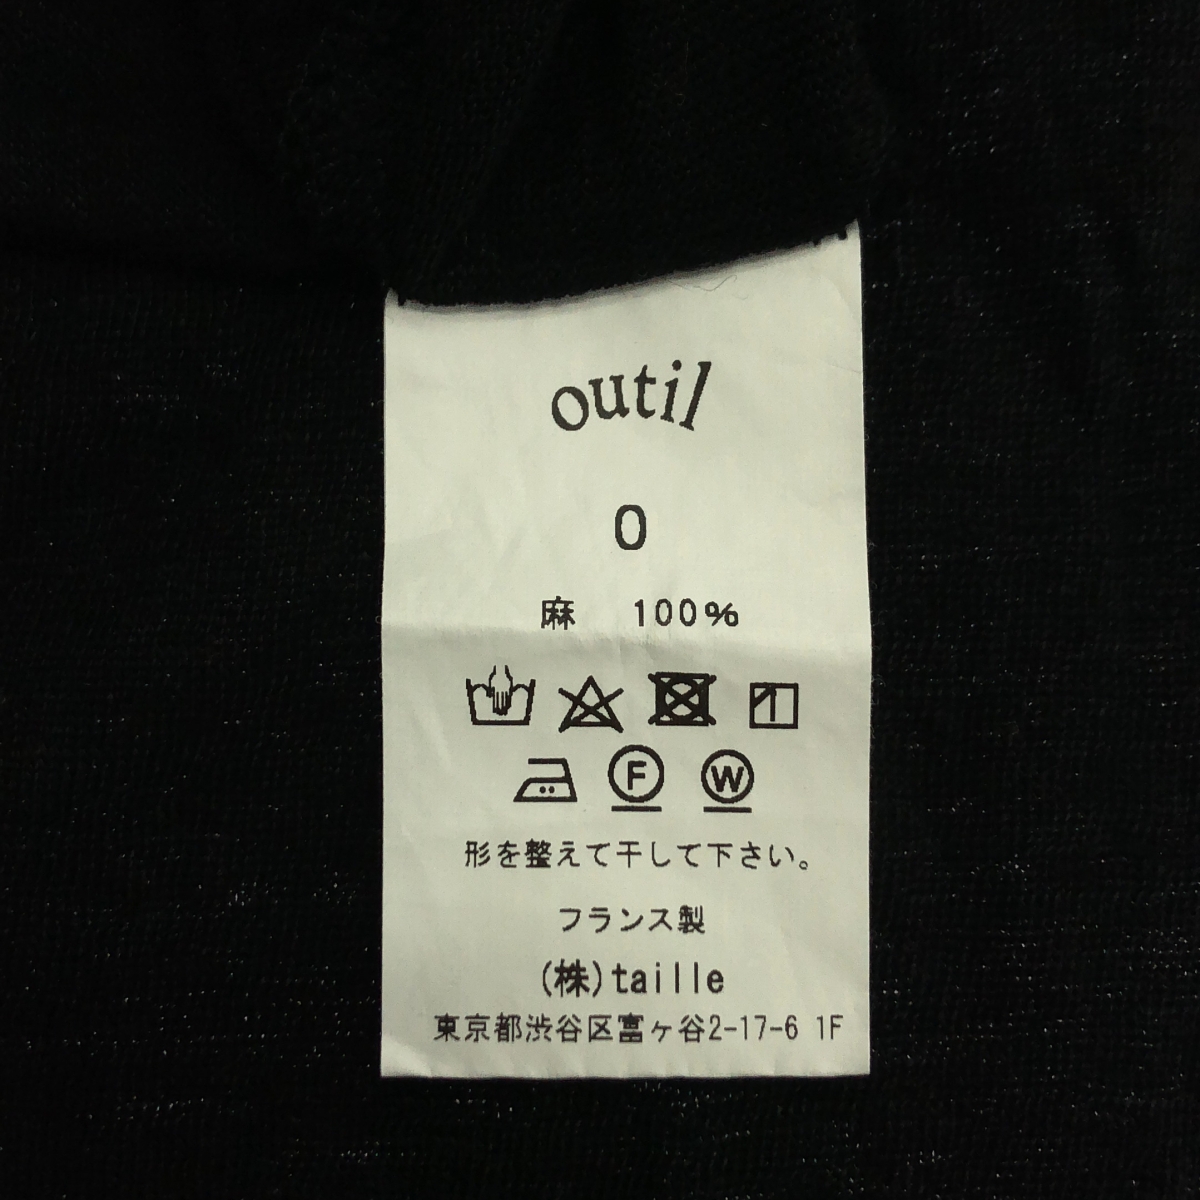 outil
0
麻 100%
F W
形を整えて干して下さい。
フランス製
(株)taille
東京都渋谷区富ヶ谷2-17-6 1F